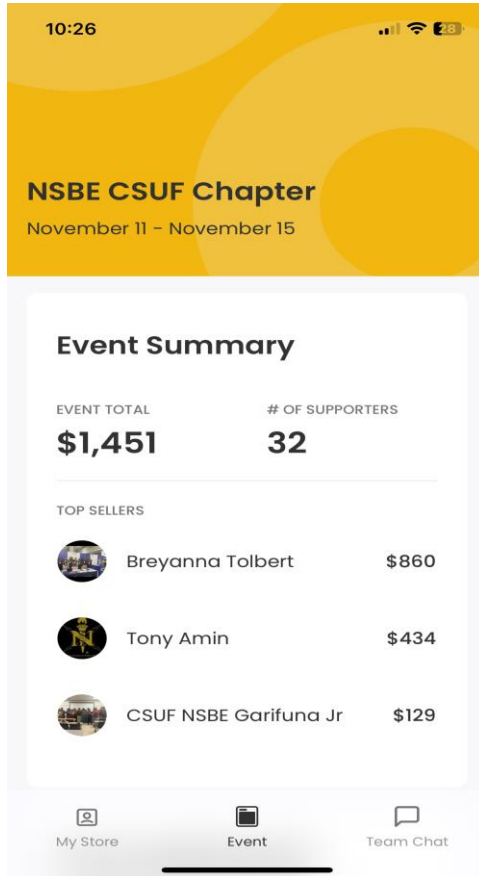 10:26
28
NSBE CSUF Chapter
November 11 - November 15
Event Summary
EVENT TOTAL
# OF SUPPORTERS
$1,451
32
TOP SELLERS
Breyanna Tolbert
$860
Tony Amin
$434
CSUF NSBE Garifuna Jr
$129
My Store
Event
Team Chat